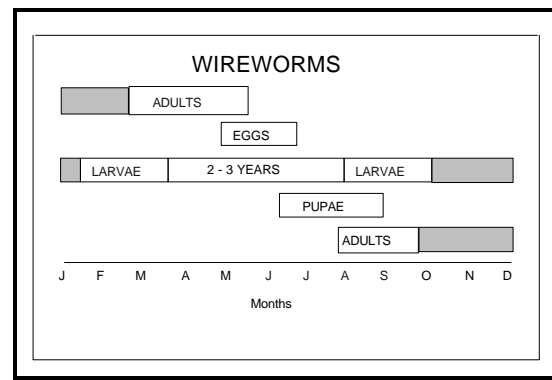 WIREWORMS
ADULTS
EGGS
LARVAE 2 - 3 YEARS LARVAE
PUPAE
ADULTS
J F M A M J J A S O N D
Months